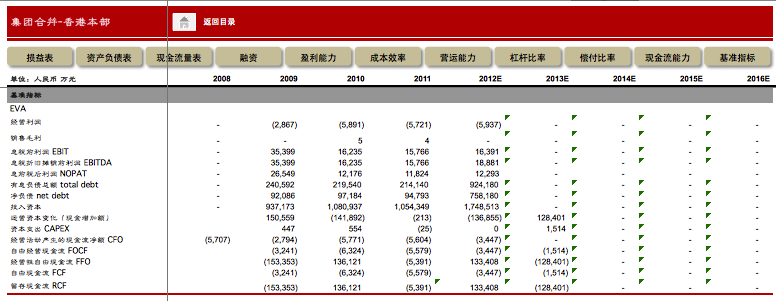 集团合并-香港本部 返回目录
损益表 资产负债表 现金流量表 融资 盈利能力 成本效率 营运能力 杠杆比率 偿付比率 现金流能力 基准指标
单位：人民币 万元 2008 2009 2010 2011 2012E 2013E 2014E 2015E 2016E
基准指标
EVA
经营利润 - (2,867) (5,891) (5,721) (5,937) - - - -
销售毛利 - - 5 4 - - - - -
息税前利润 EBIT - 35,399 16,235 15,766 16,391 - - - -
息税折旧摊销前利润 EBITDA - 35,399 16,235 15,766 18,881 - - - -
息前税后利润 NOPAT - 26,549 12,176 11,824 12,293 - - - -
有息负债总额 total debt - 240,592 219,540 214,140 924,180 - - - -
净负债 net debt - 92,086 97,184 94,793 758,180 - - - -
投入资本 - 937,173 1,080,937 1,054,349 1,748,513 - - - -
运营资本变化（现金增加额） - 150,559 (141,892) (213) (136,855) 128,401 - - -
资本支出 CAPEX - 447 554 (25) 0 1,514 - - -
经营活动产生的现金流净额 CFO (5,707) (2,794) (5,771) (5,604) (3,447) - - - -
自由经营现金流 FOCF - (3,241) (6,324) (5,579) (3,447) (1,514) - - -
经营租自由现金流 FFO - (153,353) 136,121 (5,391) 133,408 (128,401) - - -
自由现金流 FCF - (3,241) (6,324) (5,579) (3,447) (1,514) - - -
留存现金流 RCF - (153,353) 136,121 (5,391) 133,408 (128,401) - - -